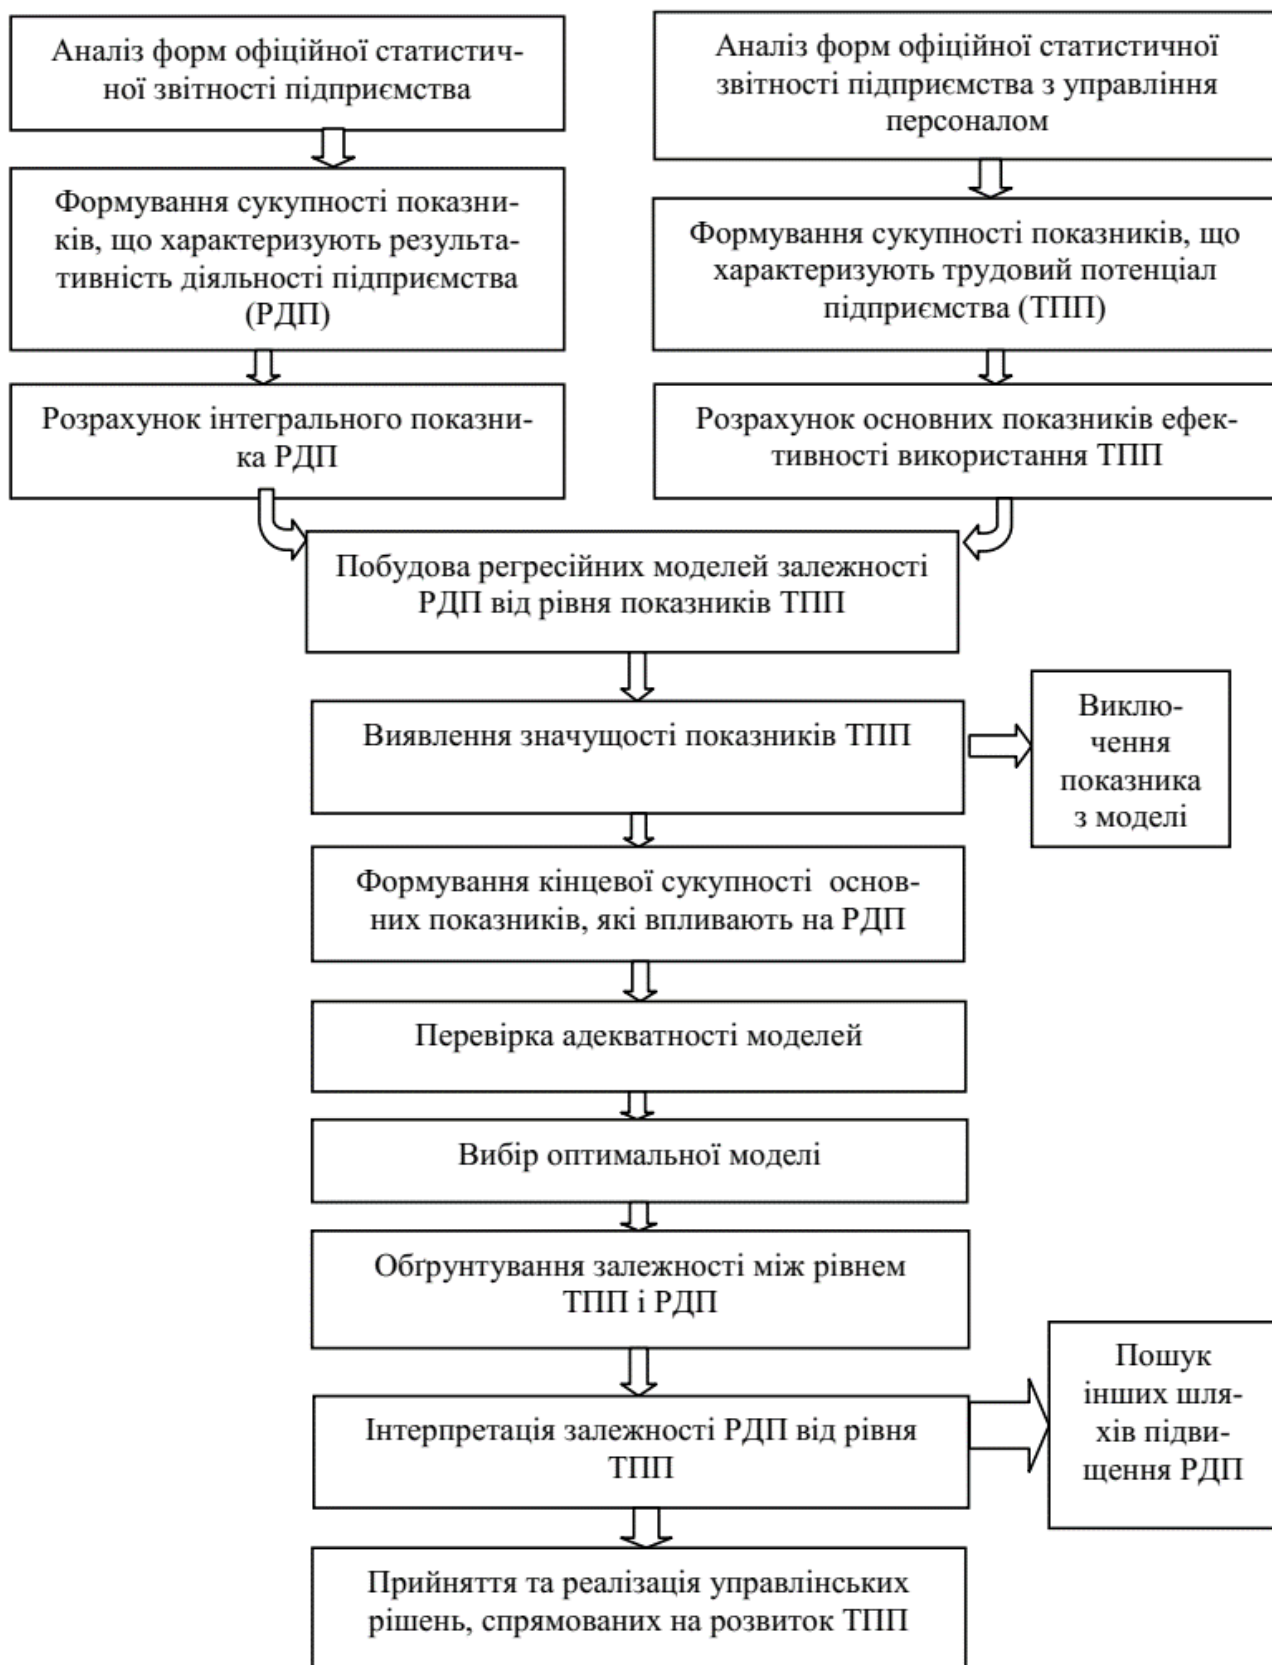 Аналіз форм офіційної статистич-
ної звітності підприємства
Аналіз форм офіційної статистичної
звітності підприємства з управління
персоналом
Формування сукупності показни-
ків, що характеризують результа-
тивність діяльності підприємства
(РДП)
Формування сукупності показників, що
характеризують трудовий потенціал
підприємства (ТПП)
Розрахунок інтегрального показни-
ка РДП
Розрахунок основних показників ефек-
тивності використання ТПП
Побудова регресійних моделей залежності
РДП від рівня показників ТПП
Виявлення значущості показників ТПП
Виклю-
чення
показника
з моделі
Формування кінцевої сукупності основ-
них показників, які впливають на РДП
Перевірка адекватності моделей
Вибір оптимальної моделі
Обґрунтування залежності між рівнем
ТПП і РДП
Інтерпретація залежності РДП від рівня
ТПП
Пошук
інших шля-
хів підви-
щення РДП
Прийняття та реалізація управлінських
рішень, спрямованих на розвиток ТПП